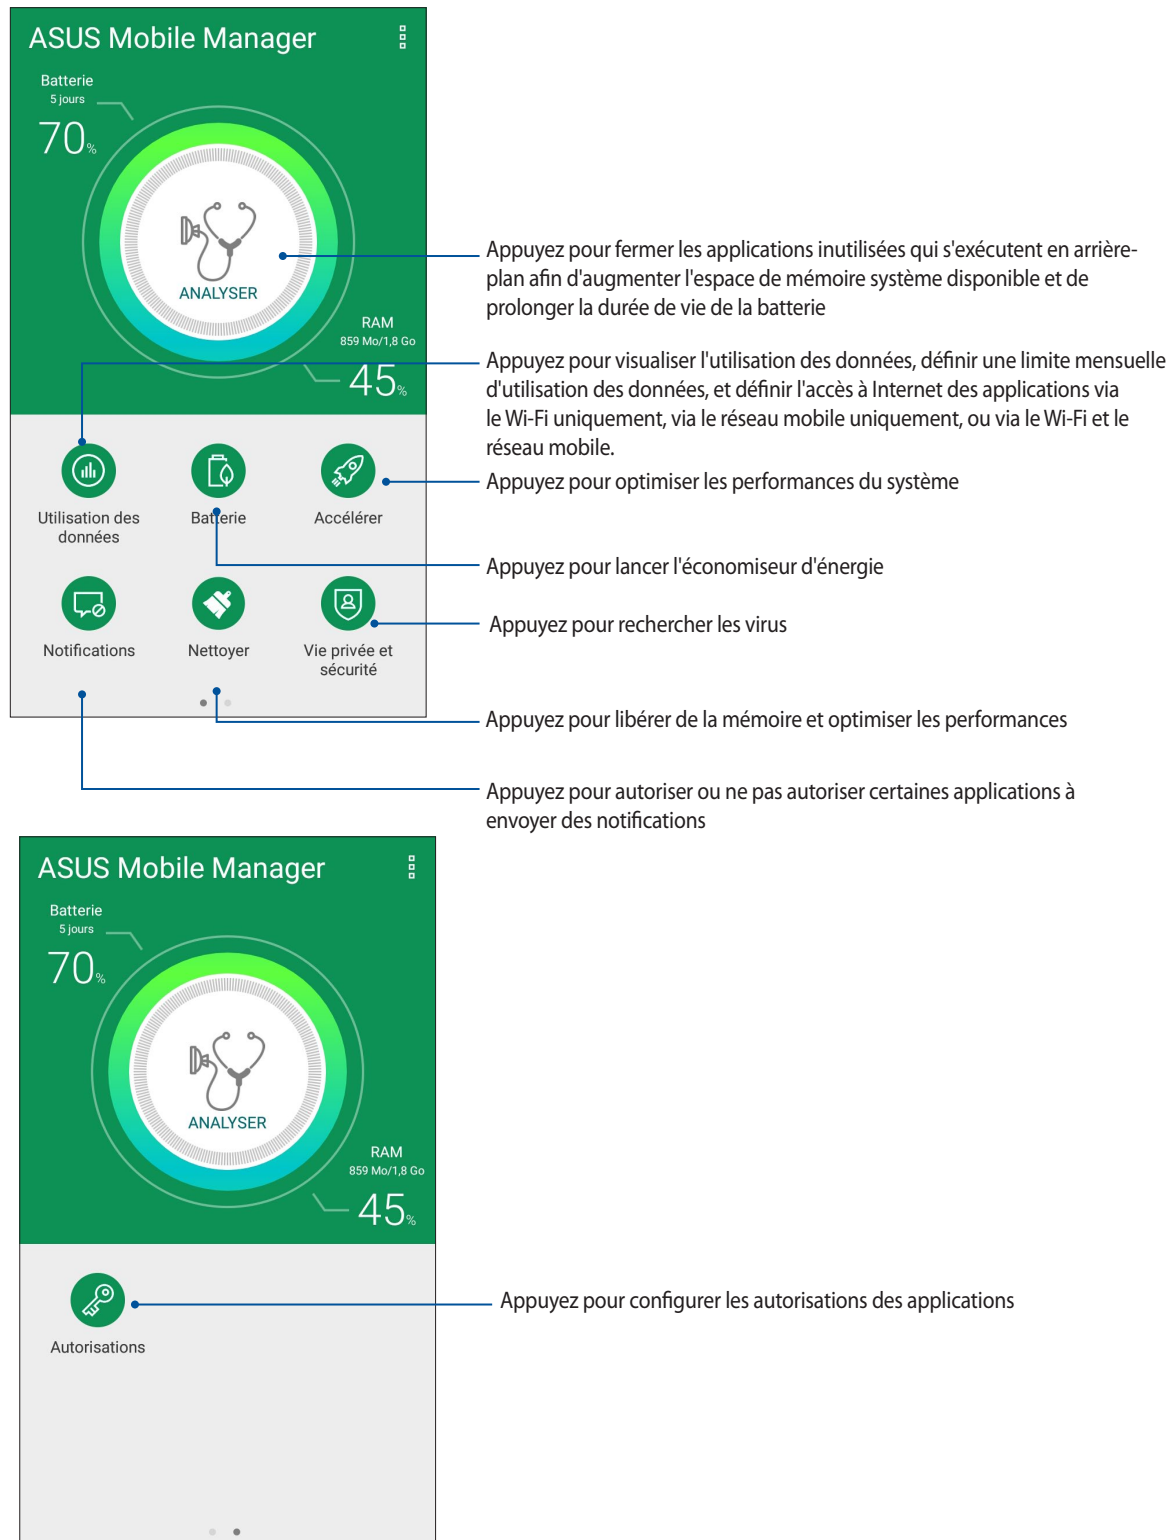 ASUS Mobile Manager
Batterie
5 jours
70%
ANALYSER
RAM
859 Mo/1,8 Go
45%
Utilisation des
données
Batterie
Accélérer
Notifications
Nettoyer
Vie privée et
sécurité
Appuyez pour fermer les applications inutilisées qui s'exécutent en arrière-
plan afin d'augmenter l'espace de mémoire système disponible et de
prolonger la durée de vie de la batterie
Appuyez pour visualiser l'utilisation des données, définir une limite mensuelle
d'utilisation des données, et définir l'accès à Internet des applications via
le Wi-Fi uniquement, via le réseau mobile uniquement, ou via le Wi-Fi et le
réseau mobile.
Appuyez pour optimiser les performances du système
Appuyez pour lancer l'économiseur d'énergie
Appuyez pour rechercher les virus
Appuyez pour libérer de la mémoire et optimiser les performances
Appuyez pour autoriser ou ne pas autoriser certaines applications à
envoyer des notifications
ASUS Mobile Manager
Batterie
5 jours
70%
ANALYSER
RAM
859 Mo/1,8 Go
45%
Autorisations
Appuyez pour configurer les autorisations des applications